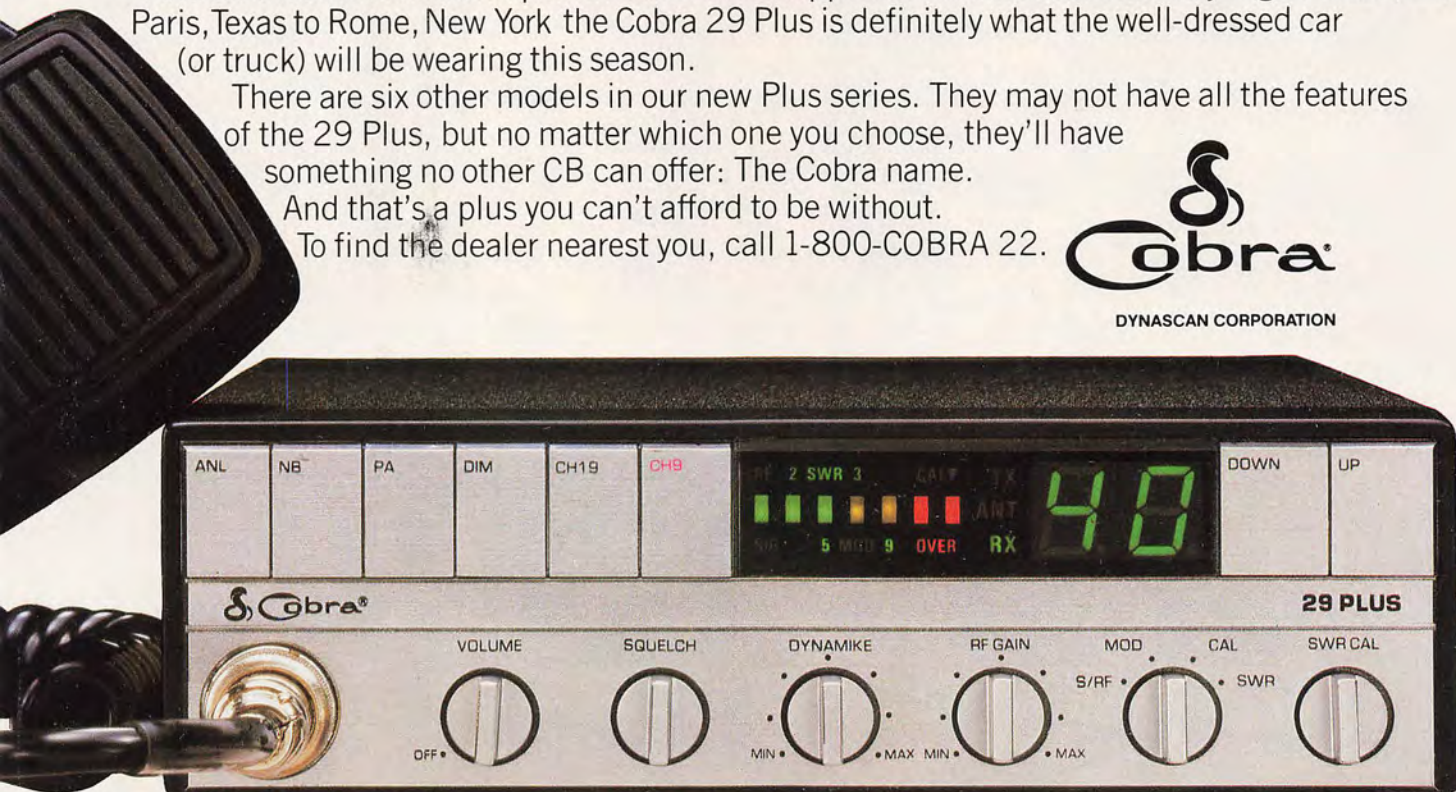 Paris, Texas to Rome, New York the Cobra 29 Plus is definitely what the well-dressed car
(or truck) will be wearing this season.
There are six other models in our new Plus series. They may not have all the features
of the 29 Plus, but no matter which one you choose, they'll have
something no other CB can offer: The Cobra name.
And that's a plus you can't afford to be without.
To find the dealer nearest you, call 1-800-COBRA 22.
Cobra®
DYNASCAN CORPORATION
ANL NB PA DIM CH19 CH9
2 SWR 3 CAL TX
ANT
5 MOD 9 OVER RX
40
DOWN UP
Cobra® 29 PLUS
VOLUME SQUELCH DYNAMIKE RF GAIN MOD CAL SWR CAL
S/RF SWR
OFF MIN MAX MIN MAX